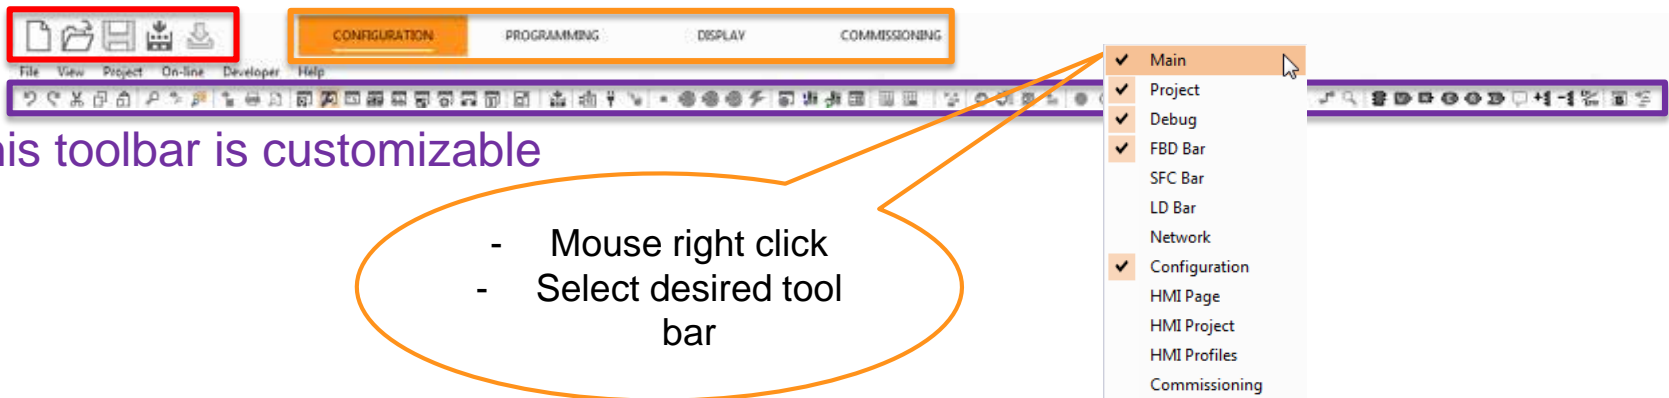 CONFIGURATION PROGRAMMING DISPLAY COMMISSIONING
File View Project On-line Developer Help
his toolbar is customizable
- Mouse right click
- Select desired tool
bar
Main
Project
Debug
FBD Bar
SFC Bar
LD Bar
Network
Configuration
HMI Page
HMI Project
HMI Profiles
Commissioning